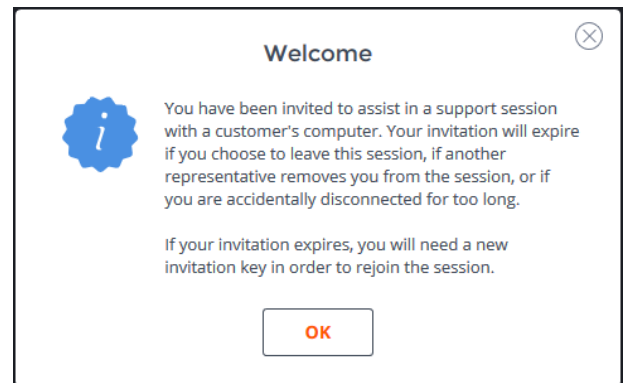 Welcome
You have been invited to assist in a support session
with a customer's computer. Your invitation will expire
if you choose to leave this session, if another
representative removes you from the session, or if
you are accidentally disconnected for too long.
If your invitation expires, you will need a new
invitation key in order to rejoin the session.
OK